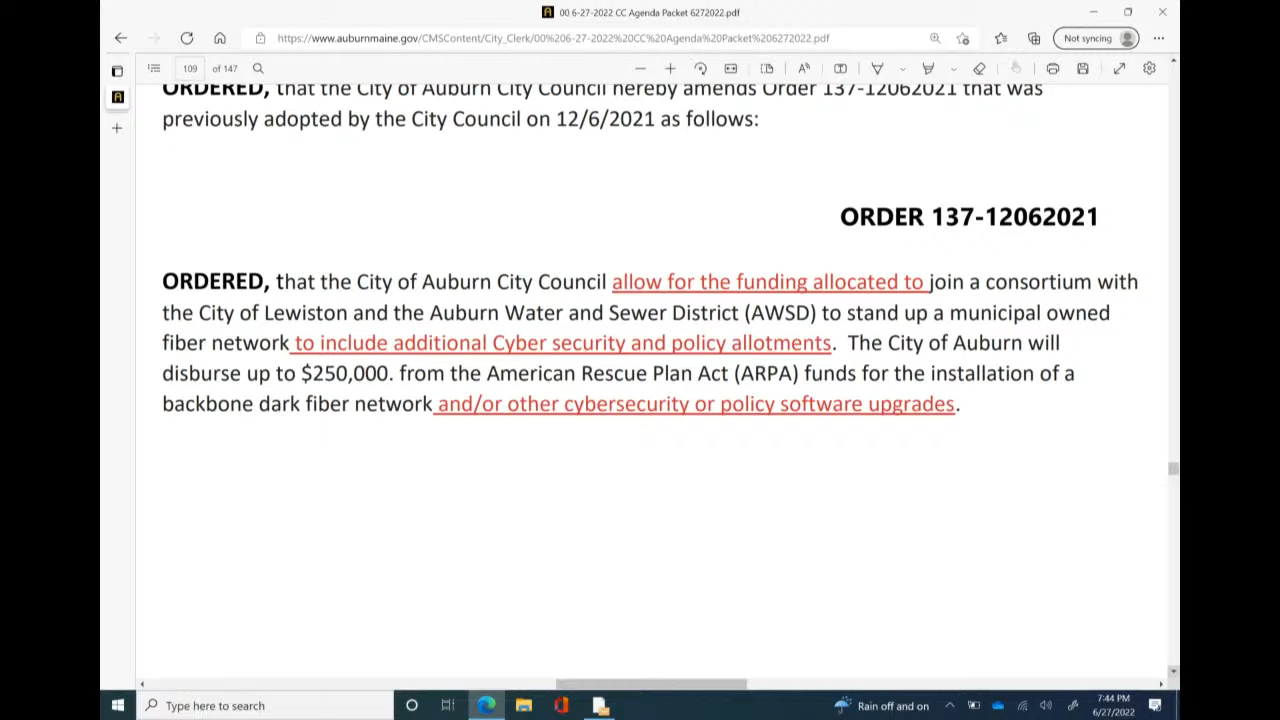 00 6-27-2022 CC Agenda Packet 6272022.pdf
https://www.auburnmaine.gov/CMSContent/City_Clerk/00%206-27-2022%20CC%20Agenda%20Packet%206272022.pdf
Not syncing
109 of 147
ORDERED, that the City of Auburn City Council hereby amends Order 137-12062021 that was
previously adopted by the City Council on 12/6/2021 as follows:
ORDER 137-12062021
ORDERED, that the City of Auburn City Council allow for the funding allocated to join a consortium with
the City of Lewiston and the Auburn Water and Sewer District (AWSD) to stand up a municipal owned
fiber network to include additional Cyber security and policy allotments. The City of Auburn will
disburse up to $250,000. from the American Rescue Plan Act (ARPA) funds for the installation of a
backbone dark fiber network and/or other cybersecurity or policy software upgrades.
Type here to search
Rain off and on
7:44 PM
6/27/2022